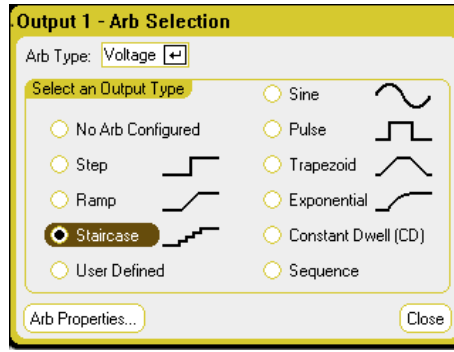 Output 1 - Arb Selection
Arb Type: Voltage
Select an Output Type
No Arb Configured
Step
Ramp
Staircase
User Defined
Sine
Pulse
Trapezoid
Exponential
Constant Dwell (CD)
Sequence
Arb Properties...
Close